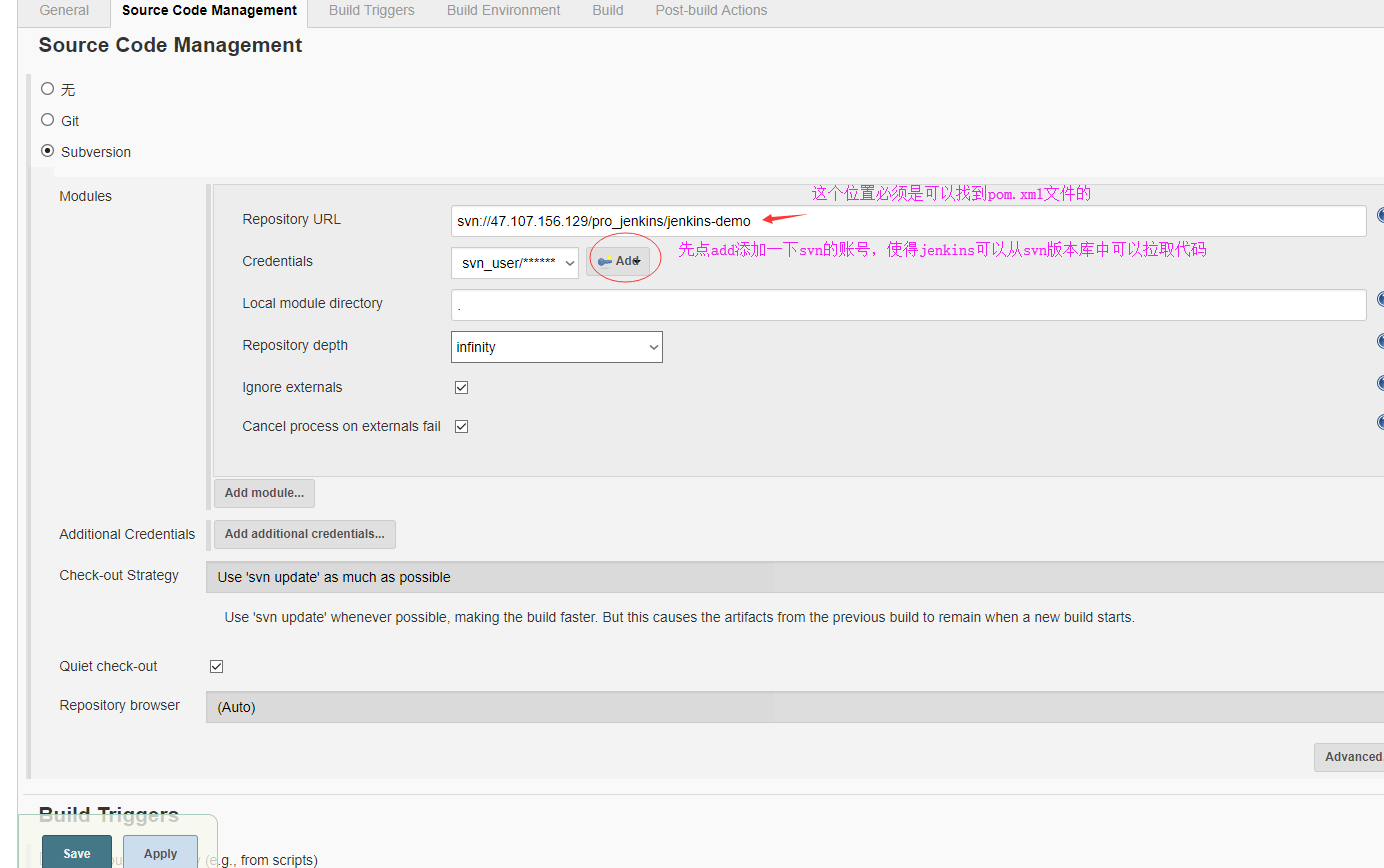 General Source Code Management Build Triggers Build Environment Build Post-build Actions
Source Code Management
无
Git
Subversion
Modules
这个位置必须是可以找到pom.xml文件的
Repository URL svn://47.107.156.129/pro_jenkins/jenkins-demo
先点add添加一下svn的账号，使得jenkins可以从svn版本库中可以拉取代码
Credentials svn_user/****** Add
Local module directory .
Repository depth infinity
Ignore externals
Cancel process on externals fail
Add module...
Additional Credentials Add additional credentials...
Check-out Strategy Use 'svn update' as much as possible
Use 'svn update' whenever possible, making the build faster. But this causes the artifacts from the previous build to remain when a new build starts.
Quiet check-out
Repository browser (Auto)
Advanced
Build Triggers
Save Apply (e.g., from scripts)